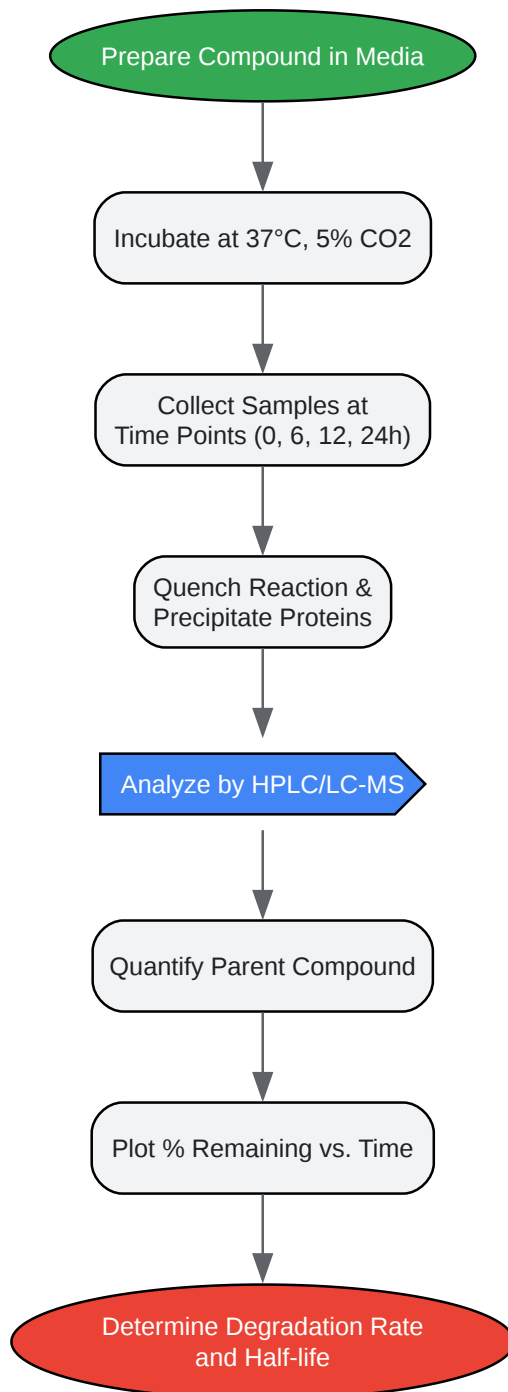 Prepare Compound in Media
Incubate at 37°C, 5% CO2
Collect Samples at
Time Points (0, 6, 12, 24h)
Quench Reaction &
Precipitate Proteins
Analyze by HPLC/LC-MS
Quantify Parent Compound
Plot % Remaining vs. Time
Determine Degradation Rate
and Half-life